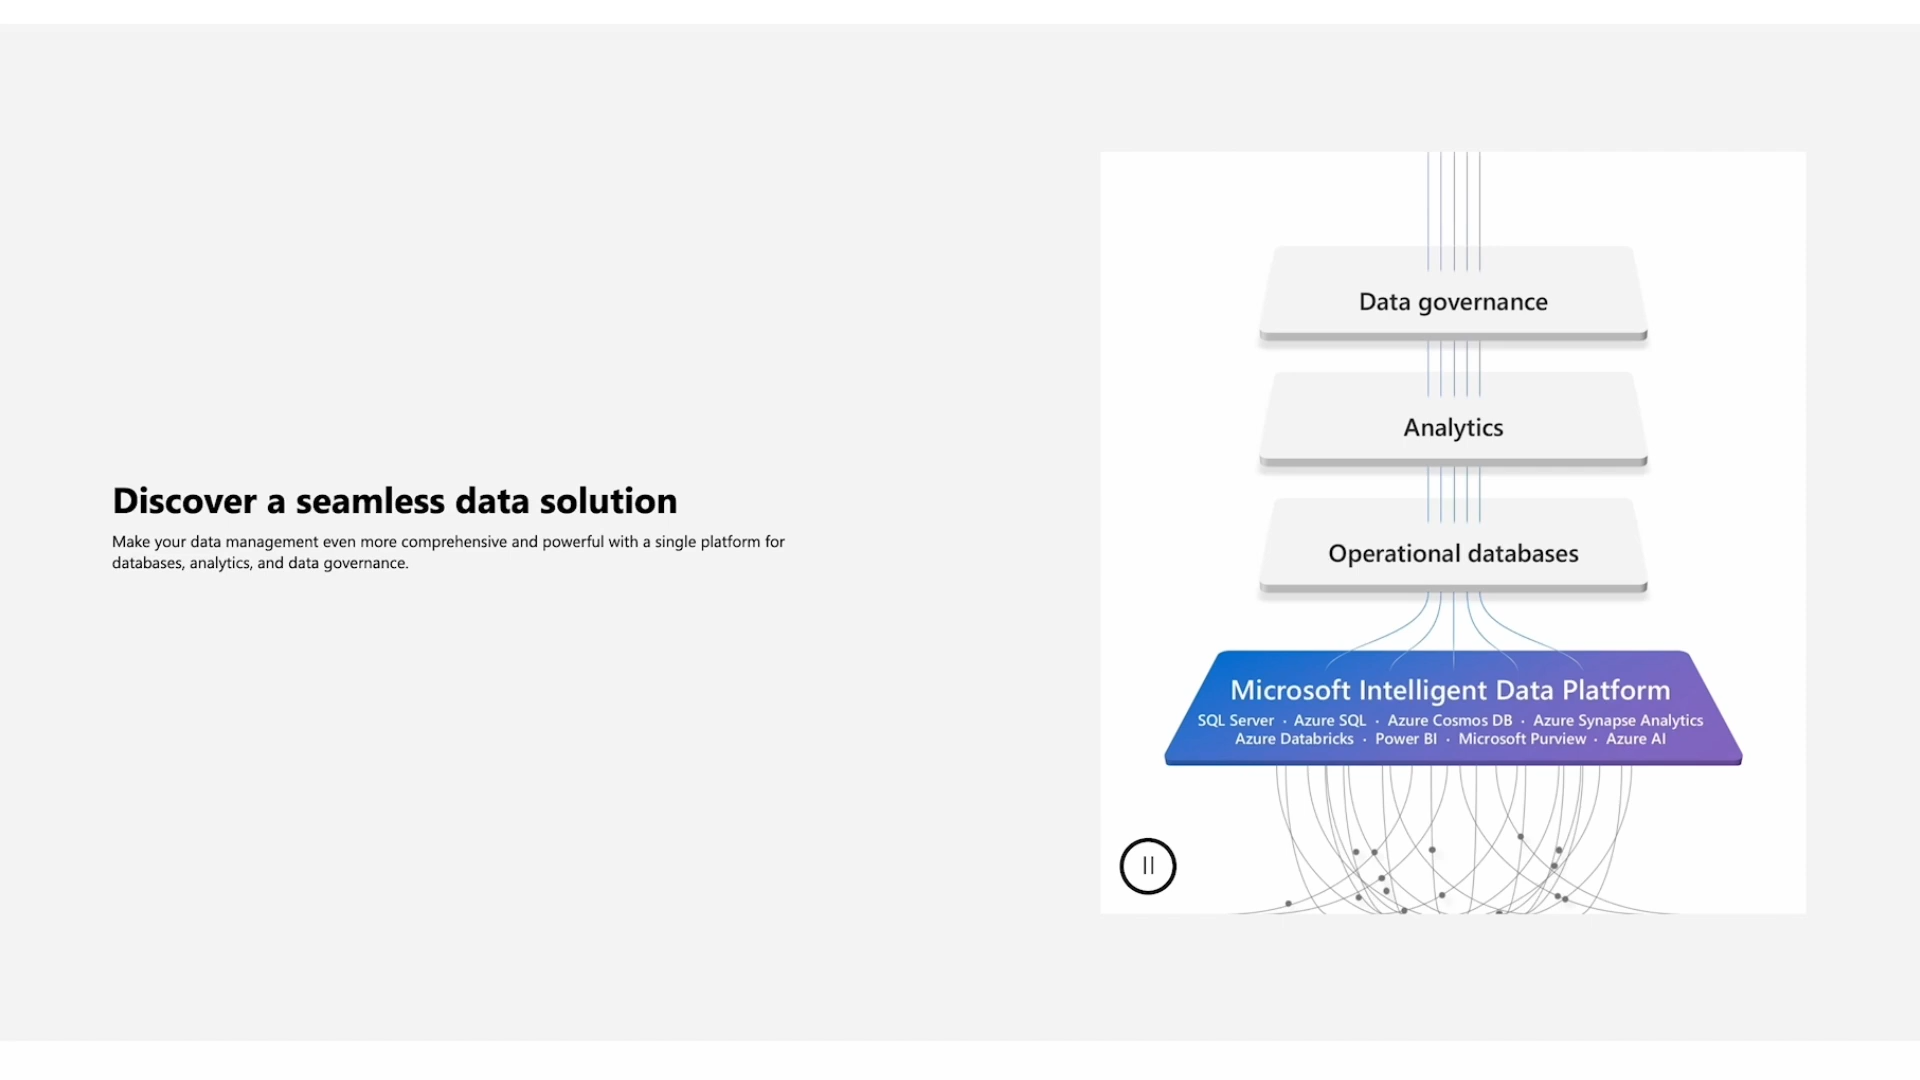 Discover a seamless data solution
Make your data management even more comprehensive and powerful with a single platform for
databases, analytics, and data governance.
Data governance
Analytics
Operational databases
Microsoft Intelligent Data Platform
SQL Server · Azure SQL · Azure Cosmos DB · Azure Synapse Analytics
Azure Databricks · Power BI · Microsoft Purview · Azure AI